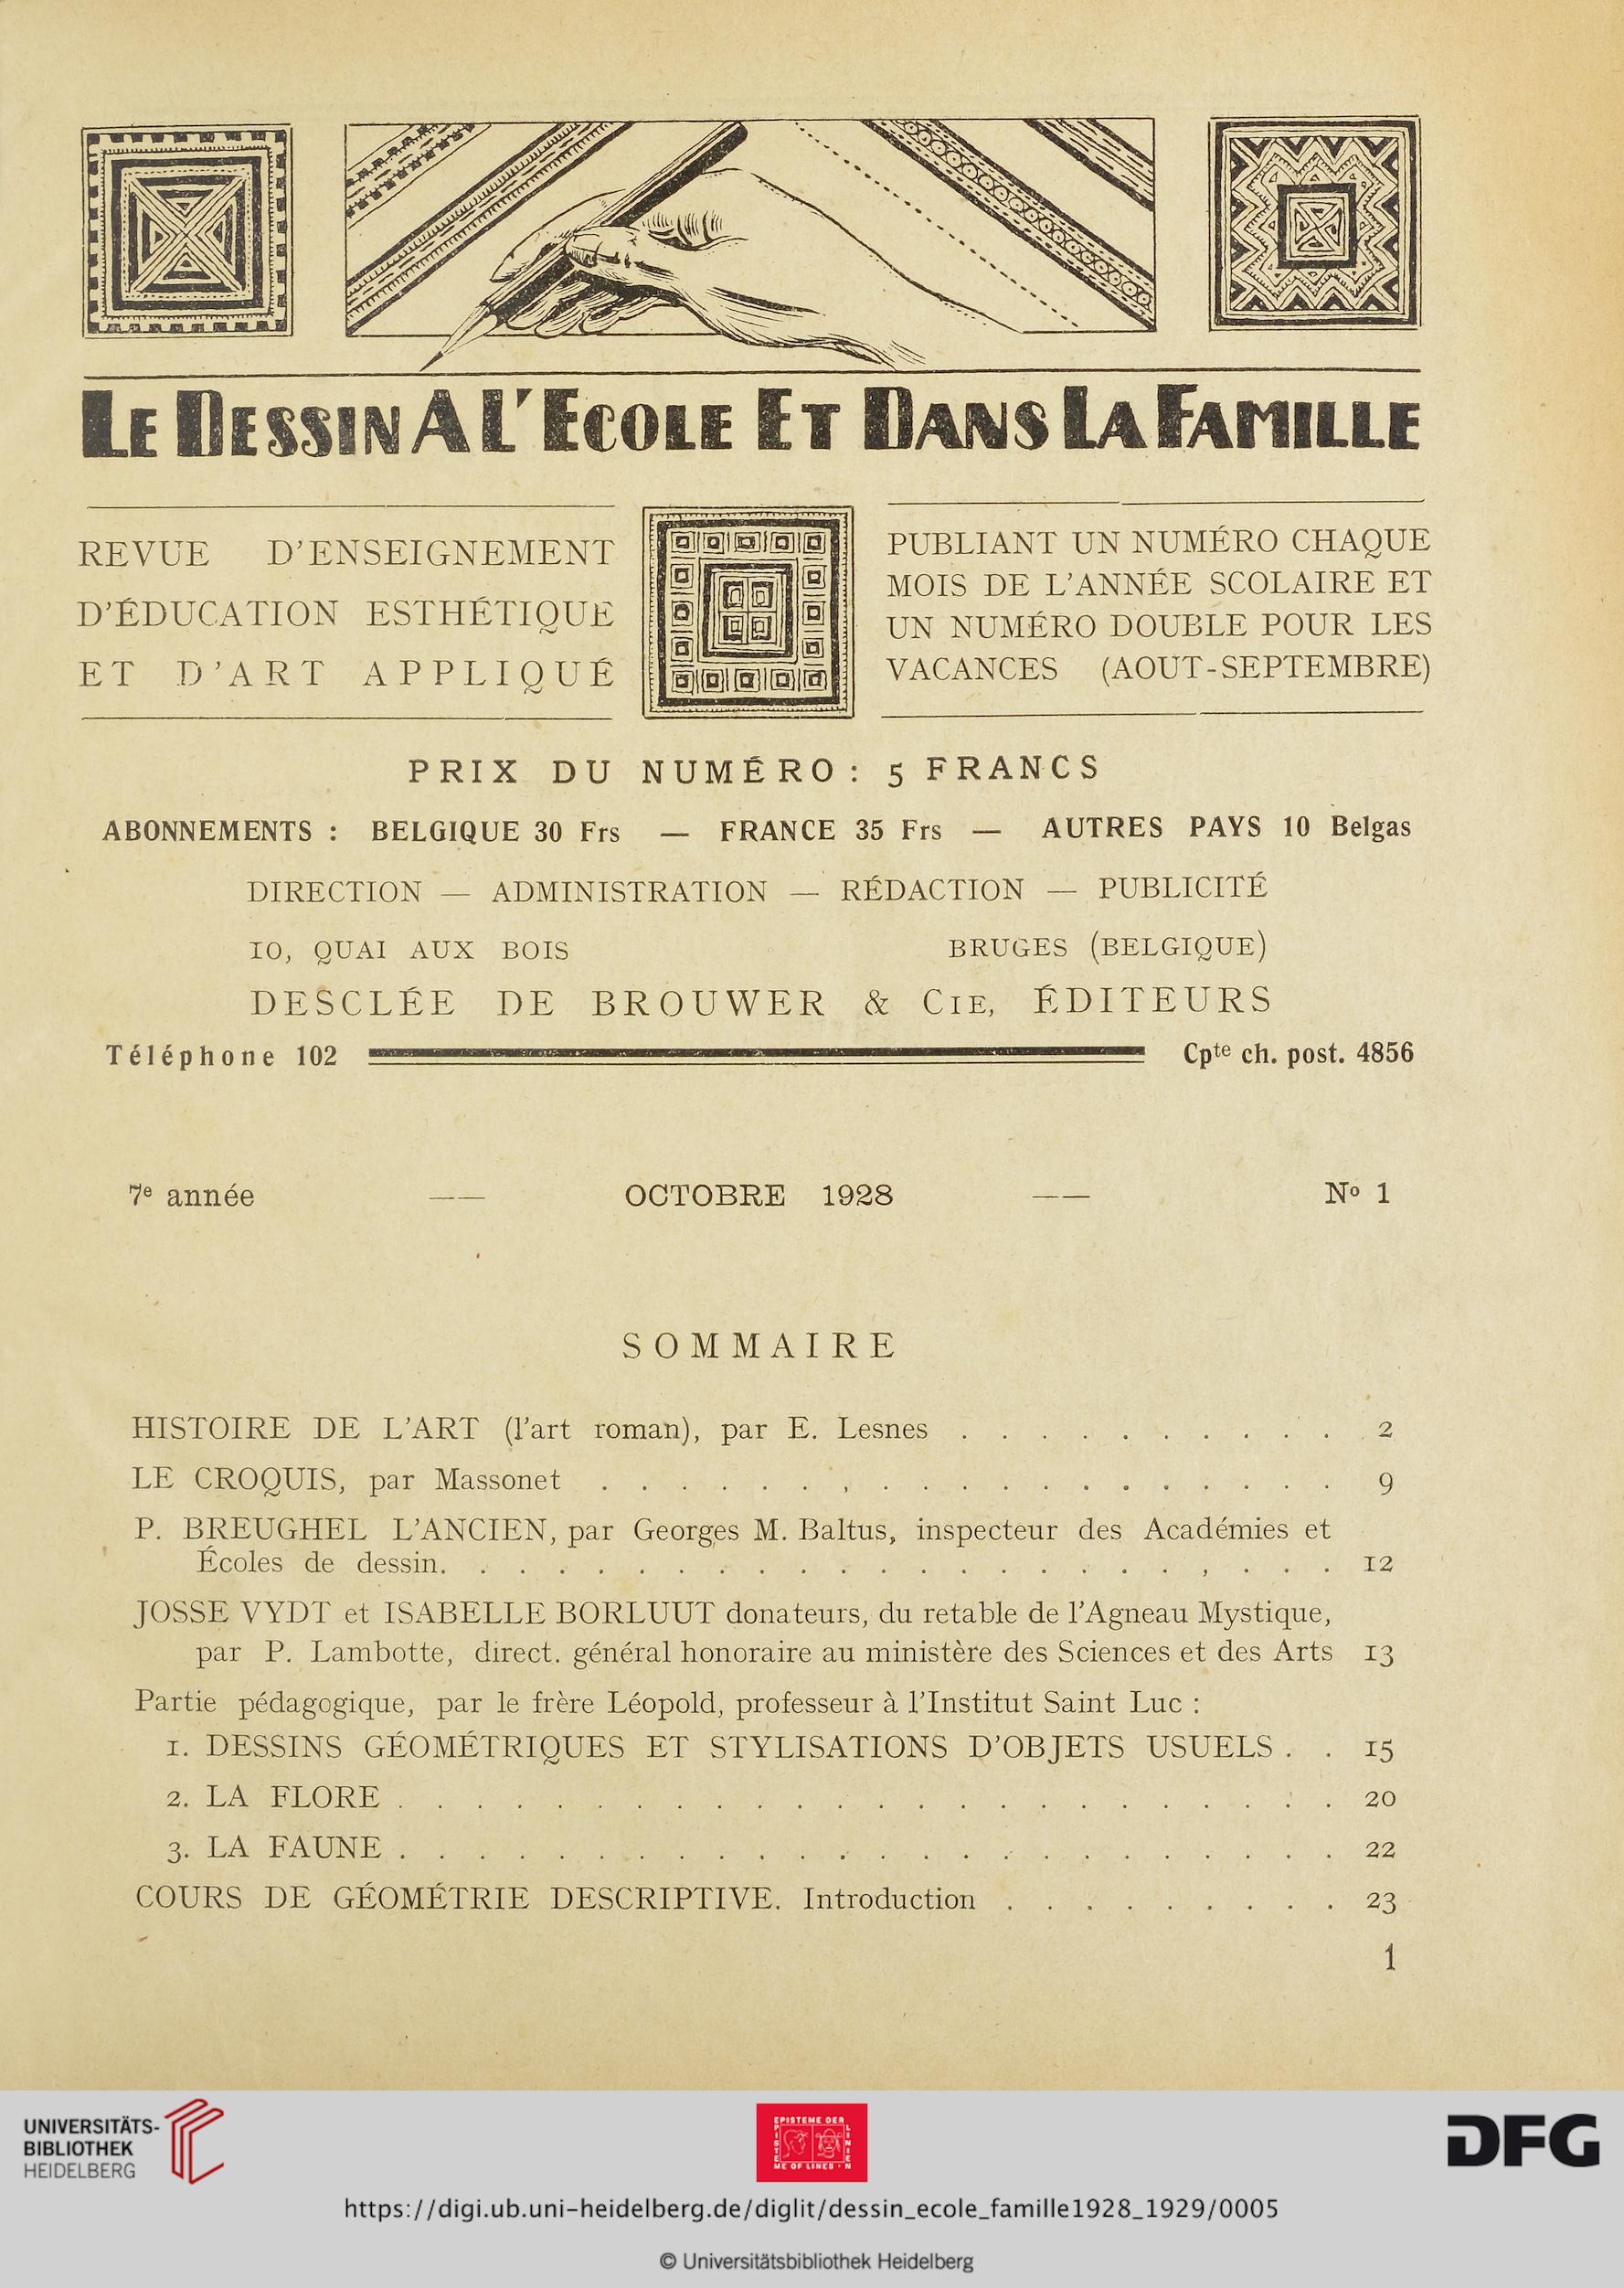 LE DESSIN A L'ECOLE ET DANS LA FAMILLE
REVUE D'ENSEIGNEMENT
D'ÉDUCATION ESTHÉTIQUE
ET D'ART APPLIQUÉ
PUBLIANT UN NUMÉRO CHAQUE
MOIS DE L'ANNÉE SCOLAIRE ET
UN NUMÉRO DOUBLE POUR LES
VACANCES (AOUT-SEPTEMBRE)
PRIX DU NUMÉRO : 5 FRANCS
ABONNEMENTS : BELGIQUE 30 Frs — FRANCE 35 Frs — AUTRES PAYS 10 Belgas
DIRECTION — ADMINISTRATION — RÉDACTION — PUBLICITÉ
10, QUAI AUX BOIS BRUGES (BELGIQUE)
DESCLÉE DE BROUWER & CIE, ÉDITEURS
Téléphone 102 Cpte ch. post. 4856
7e année —— OCTOBRE 1928 —— No 1
SOMMAIRE
HISTOIRE DE L'ART (l'art roman), par E. Lesnes . . . . . . . . . . 2
LE CROQUIS, par Massonet . . . . . . . . . . . . . . . . . . . 9
P. BREUGHEL L'ANCIEN, par Georges M. Baltus, inspecteur des Académies et
Écoles de dessin. . . . . . . . . . . . . . . . . . . . . . . 12
JOSSE VYDT et ISABELLE BORLUUT donateurs, du retable de l'Agneau Mystique,
par P. Lambotte, direct. général honoraire au ministère des Sciences et des Arts 13
Partie pédagogique, par le frère Léopold, professeur à l'Institut Saint Luc :
1. DESSINS GÉOMÉTRIQUES ET STYLISATIONS D'OBJETS USUELS . . 15
2. LA FLORE . . . . . . . . . . . . . . . . . . . . . . . . 20
3. LA FAUNE . . . . . . . . . . . . . . . . . . . . . . . . 22
COURS DE GÉOMÉTRIE DESCRIPTIVE. Introduction . . . . . . . . . 23
1
UNIVERSITÄTS-
BIBLIOTHEK
HEIDELBERG
EPISTEME DER
LINIEN
EPISTEME OF LINES
DFG
https://digi.ub.uni-heidelberg.de/diglit/dessin_ecole_famille1928_1929/0005
© Universitätsbibliothek Heidelberg